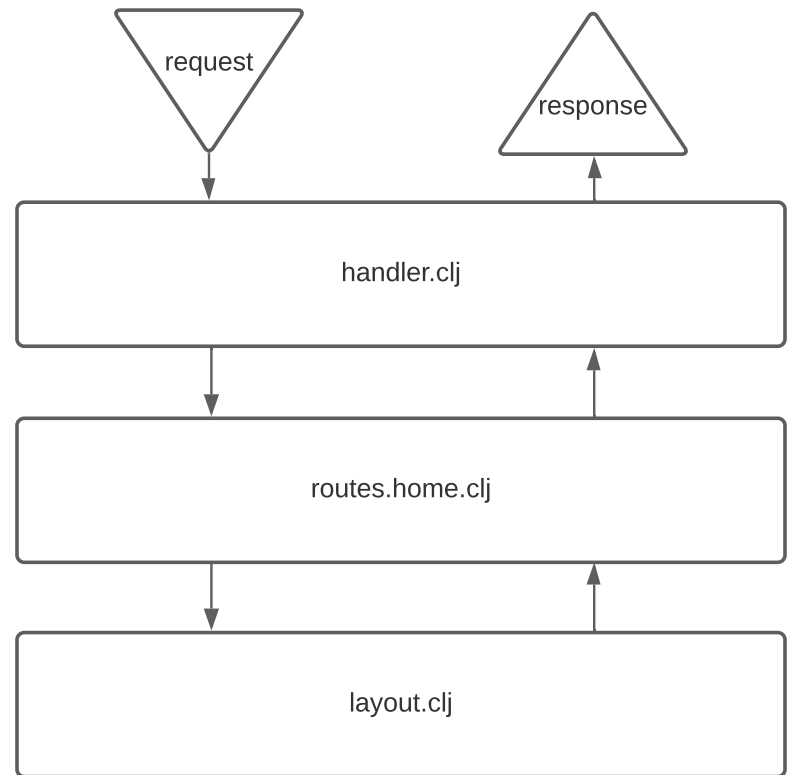 request
response
handler.clj
routes.home.clj
layout.clj